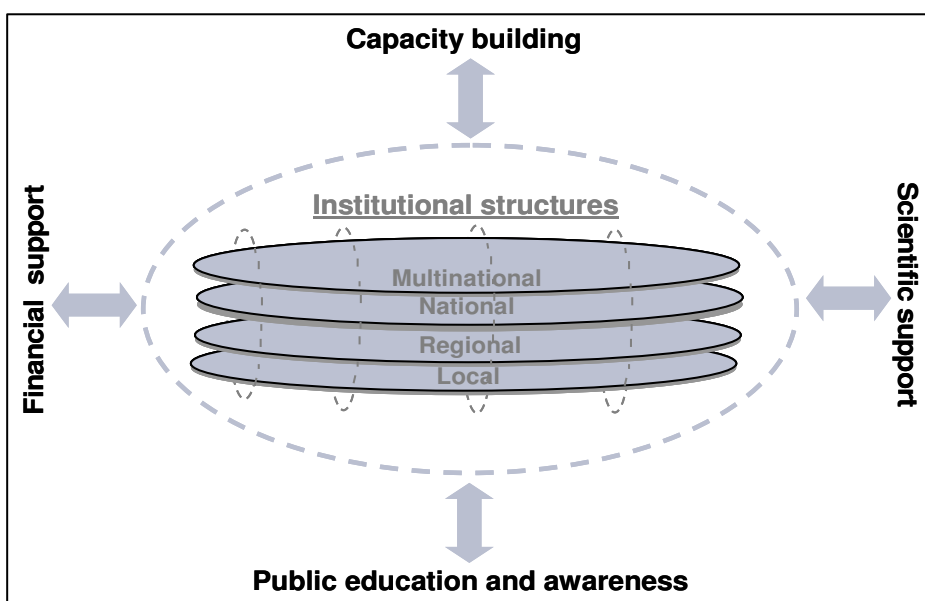 Capacity building
Financial support
Institutional structures
Multinational
National
Regional
Local
Scientific support
Public education and awareness